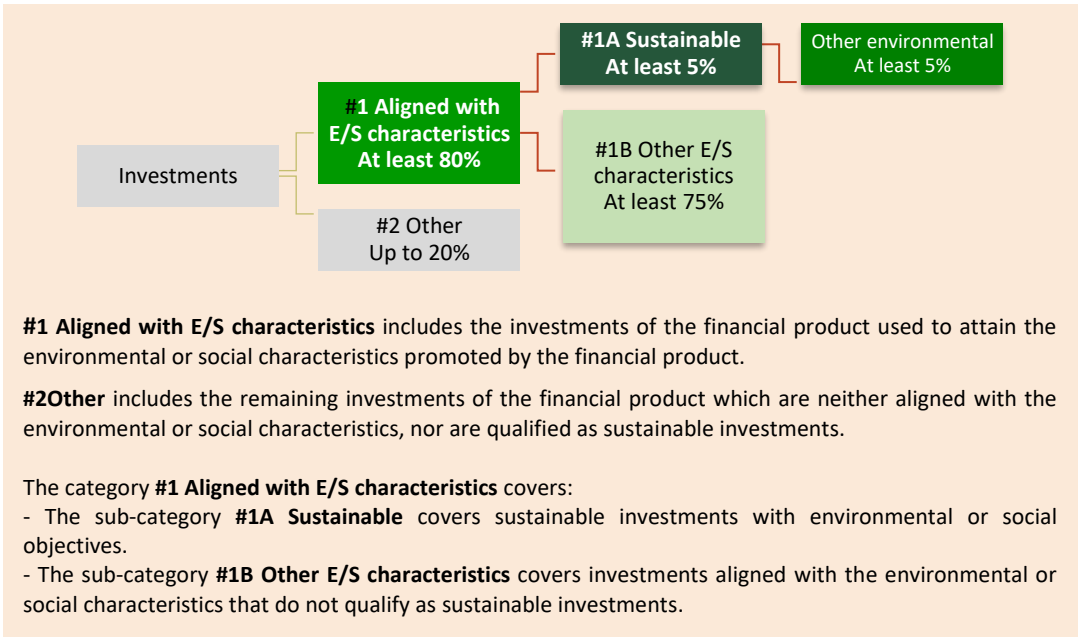 #1A Sustainable
At least 5%
Other environmental
At least 5%
#1 Aligned with
E/S characteristics
At least 80%
#1B Other E/S
characteristics
At least 75%
Investments
#2 Other
Up to 20%
#1 Aligned with E/S characteristics includes the investments of the financial product used to attain the
environmental or social characteristics promoted by the financial product.
#2Other includes the remaining investments of the financial product which are neither aligned with the
environmental or social characteristics, nor are qualified as sustainable investments.
The category #1 Aligned with E/S characteristics covers:
- The sub-category #1A Sustainable covers sustainable investments with environmental or social
objectives.
- The sub-category #1B Other E/S characteristics covers investments aligned with the environmental or
social characteristics that do not qualify as sustainable investments.